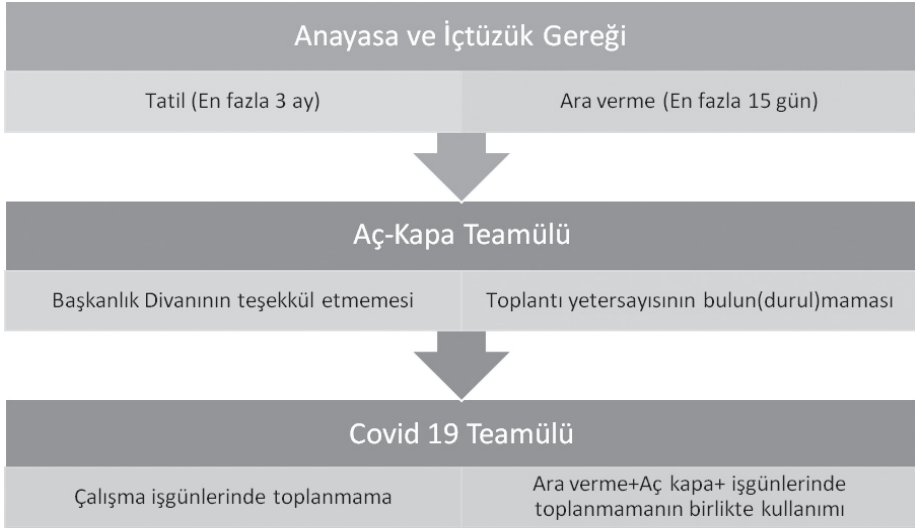 Anayasa ve İçtüzük Gereği
Tatil (En fazla 3 ay)
Ara verme (En fazla 15 gün)
Aç-Kapa Teamülü
Başkanlık Divanının teşekkül etmemesi
Toplantı yetersayısının bulun(durul)maması
Covid 19 Teamülü
Çalışma işgünlerinde toplanmama
Ara verme+Aç kapa+ işgünlerinde
toplanmamanın birlikte kullanımı